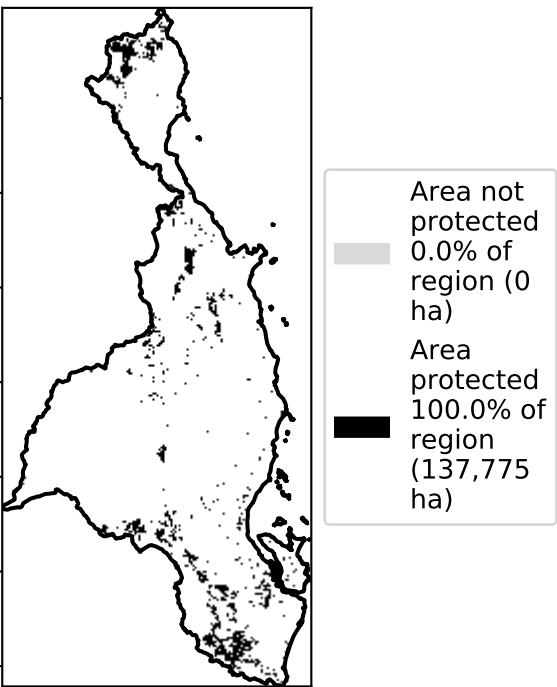 Area not
protected
0.0% of
region (0
ha)
Area
protected
100.0% of
region
(137,775
ha)